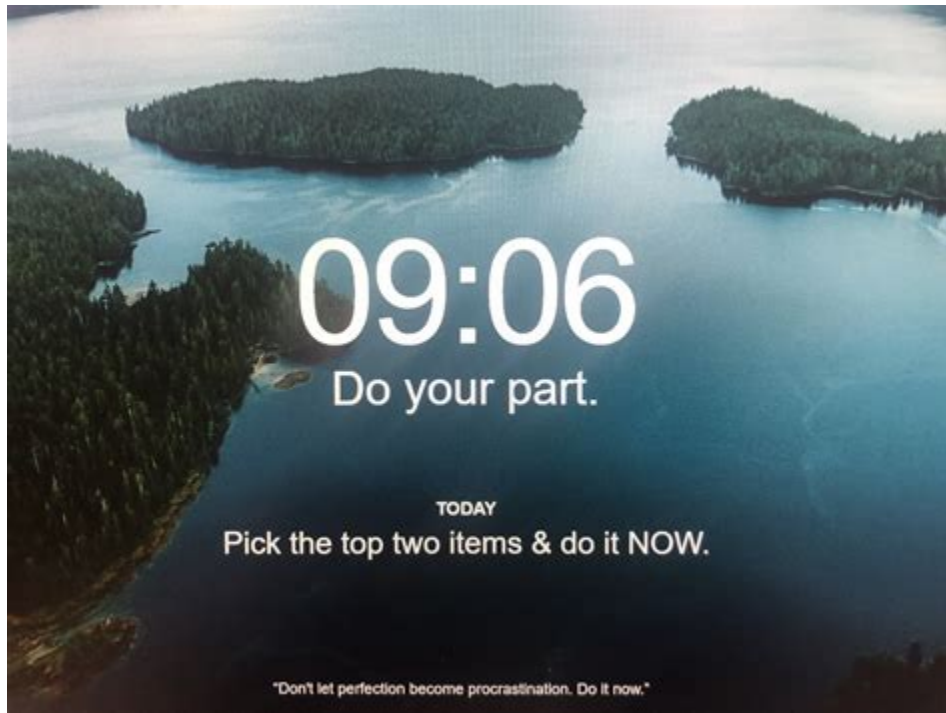 09:06
Do your part.
TODAY
Pick the top two items & do it NOW.
"Don't let perfection become procrastination. Do it now."